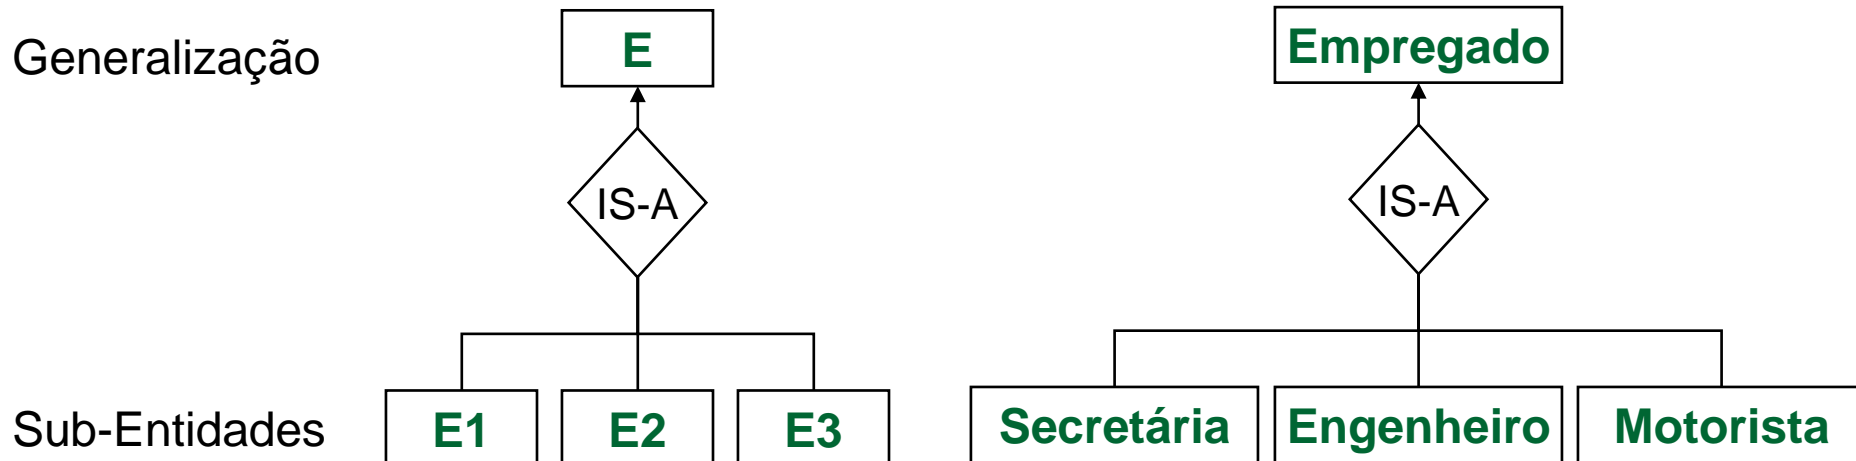 Generalização
E
Empregado
IS-A
IS-A
Sub-Entidades
E1
E2
E3
Secretária
Engenheiro
Motorista